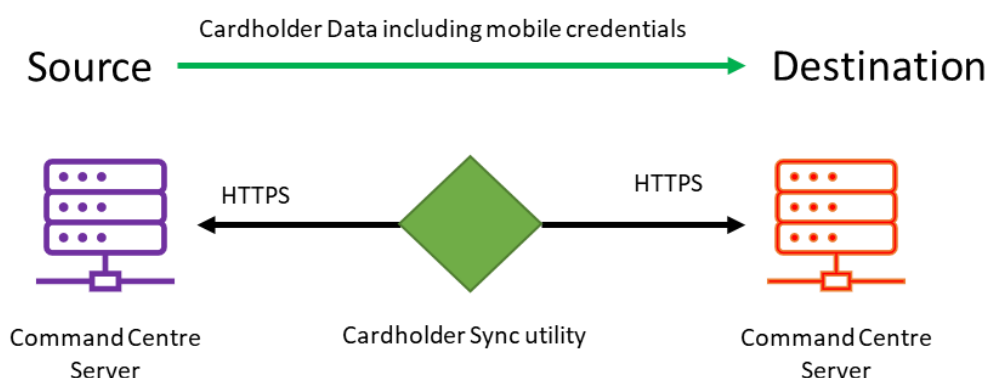 Cardholder Data including mobile credentials
Source
Destination
HTTPS
HTTPS
Command Centre
Server
Cardholder Sync utility
Command Centre
Server